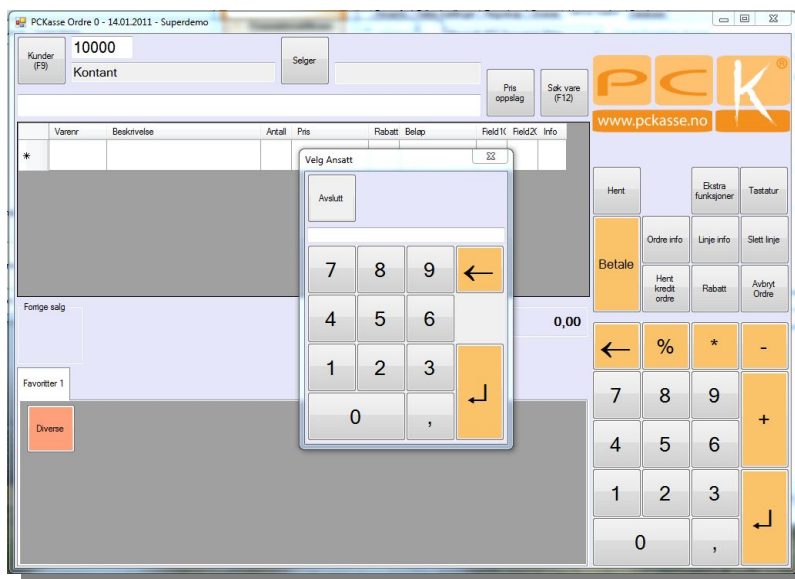 PCKasse Ordre 0 - 14.01.2011 - Superdemo
Kunder
(F9)
10000
Kontant
Selger
Pris
oppslag
Søk vare
(F12)
PCK®
www.pckasse.no
Varenr Beskrivelse Antall Pris Rabatt Beløp Field1( Field2( Info
*
Velg Ansatt
Avslutt
7 8 9 ←
4 5 6
1 2 3
0 ,
Hent
Ekstra
funksjoner
Tastatur
Betale
Ordre info
Linje info
Slett linje
Hent
kredit
ordre
Rabatt
Avbryt
Ordre
Forrige salg
0,00
Favoritter 1
Diverse
← % * -
7 8 9
+
4 5 6
1 2 3
0 ,